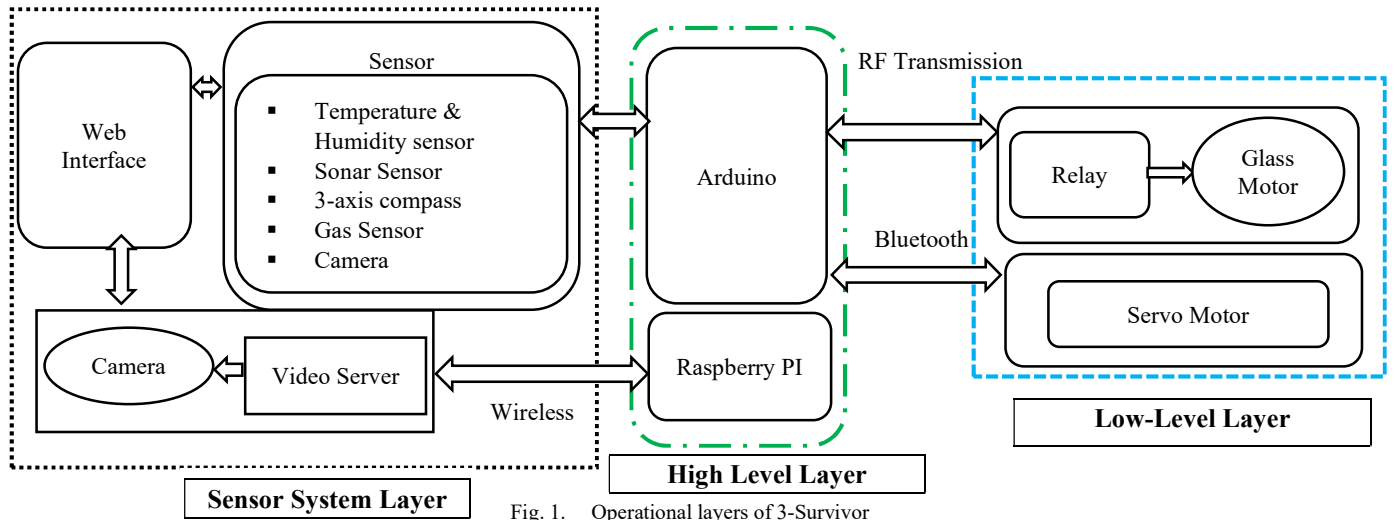 Sensor
Web
Interface
▪ Temperature &
Humidity sensor
▪ Sonar Sensor
▪ 3-axis compass
▪ Gas Sensor
▪ Camera
Camera
Video Server
Wireless
Sensor System Layer
Arduino
Raspberry PI
High Level Layer
RF Transmission
Bluetooth
Relay
Glass
Motor
Servo Motor
Low-Level Layer
Fig. 1. Operational layers of 3-Survivor